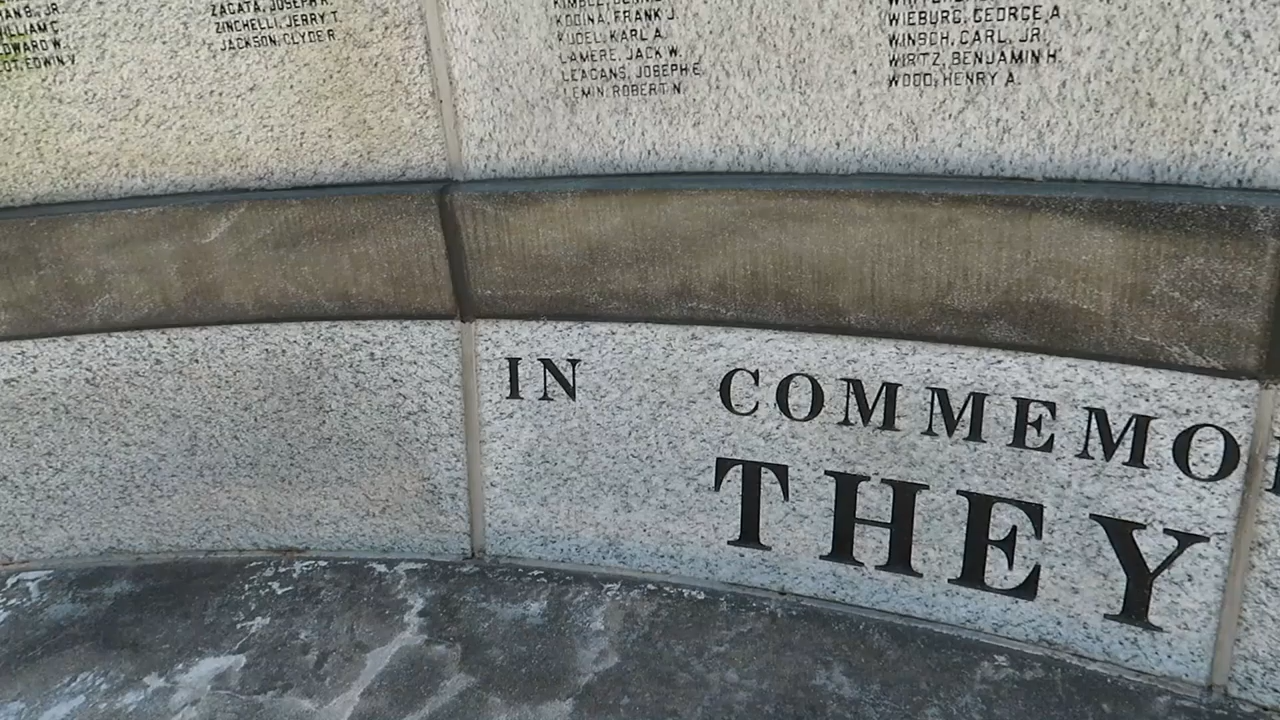 ZAGATA, JOSEPH R.
ZINCHELLI, JERRY T.
JACKSON, CLYDE R.
KODINA, FRANK J.
KUDEL, KARL A.
LAMERE, JACK W.
LEAGANS, JOSEPH E.
LEMIN, ROBERT N.
WIEBURG, GEORGE A
WINSCH, CARL, JR.
WIRTZ, BENJAMIN H.
WOOD, HENRY A.
IN COMMEMO
THEY